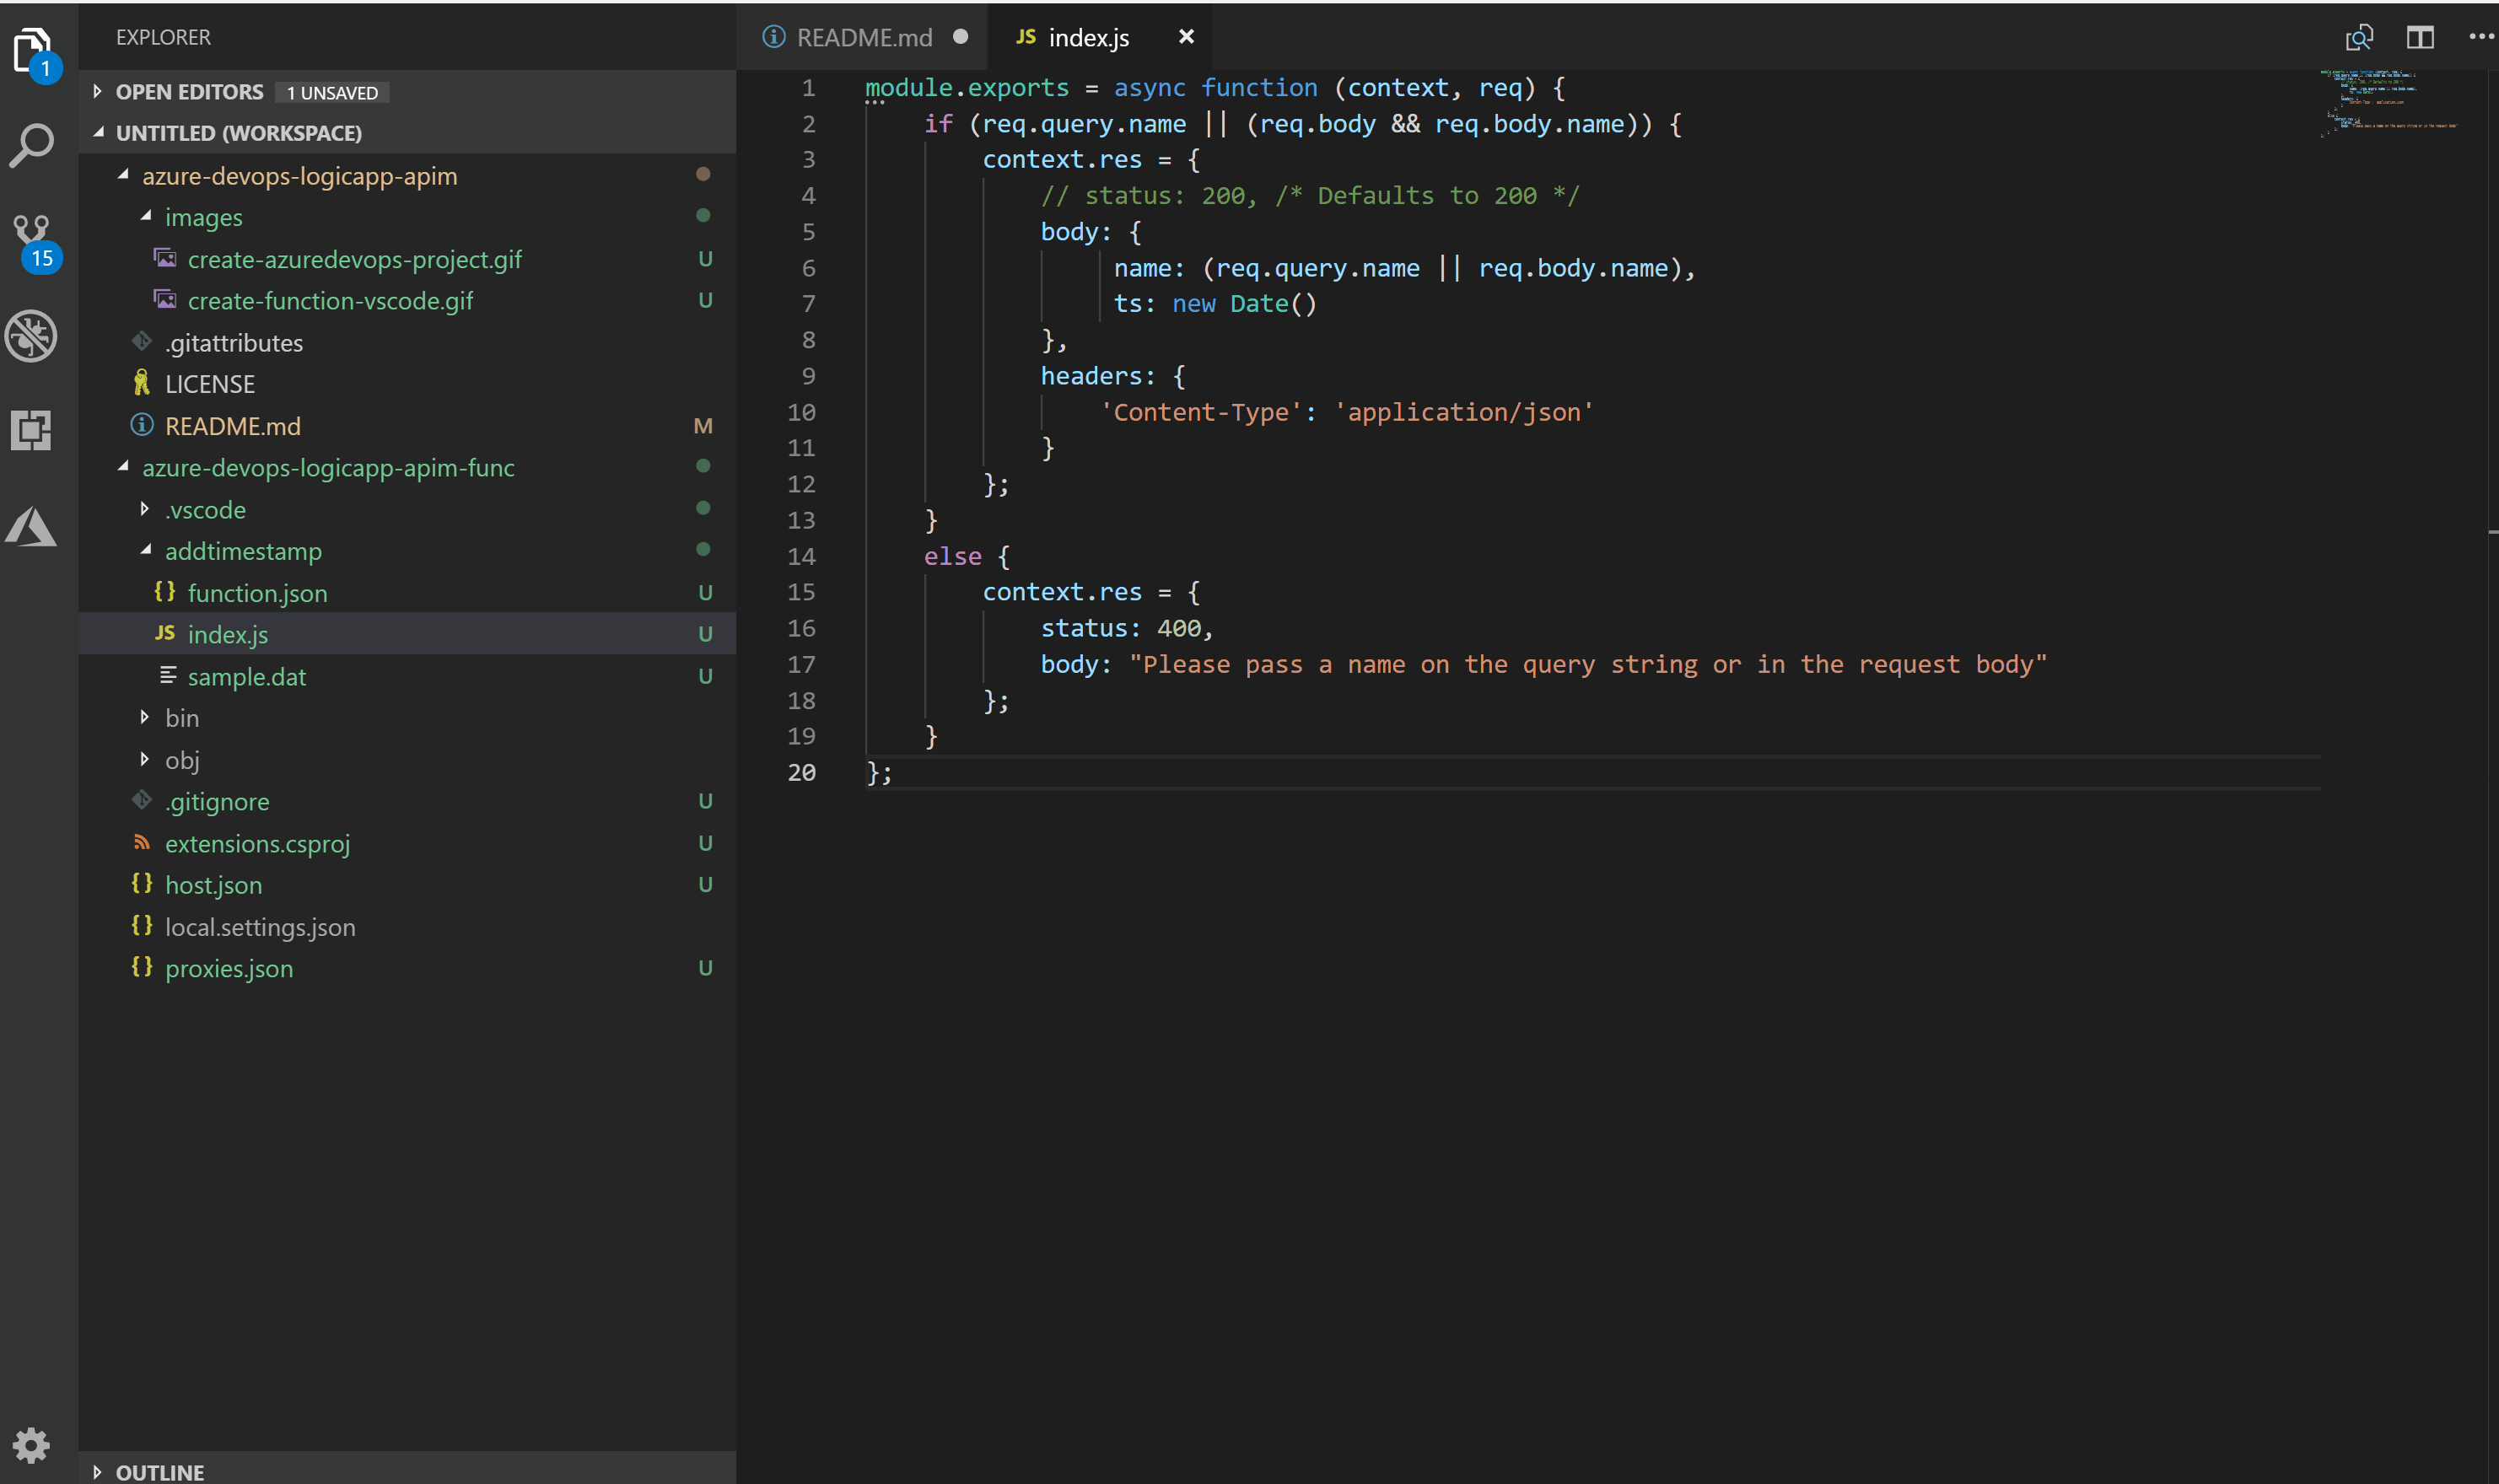 EXPLORER
1
OPEN EDITORS 1 UNSAVED
UNTITLED (WORKSPACE)
azure-devops-logicapp-apim
images
create-azuredevops-project.gif U
create-function-vscode.gif U
15
.gitattributes
LICENSE
README.md M
azure-devops-logicapp-apim-func
.vscode
addtimestamp
{} function.json U
JS index.js U
sample.dat U
bin
obj
.gitignore U
extensions.csproj U
{} host.json U
{} local.settings.json
{} proxies.json U
OUTLINE
README.md
JS index.js
1 module.exports = async function (context, req) {
2 if (req.query.name || (req.body && req.body.name)) {
3 context.res = {
4 // status: 200, /* Defaults to 200 */
5 body: {
6 name: (req.query.name || req.body.name),
7 ts: new Date()
8 },
9 headers: {
10 'Content-Type': 'application/json'
11 }
12 };
13 }
14 else {
15 context.res = {
16 status: 400,
17 body: "Please pass a name on the query string or in the request body"
18 };
19 }
20 };